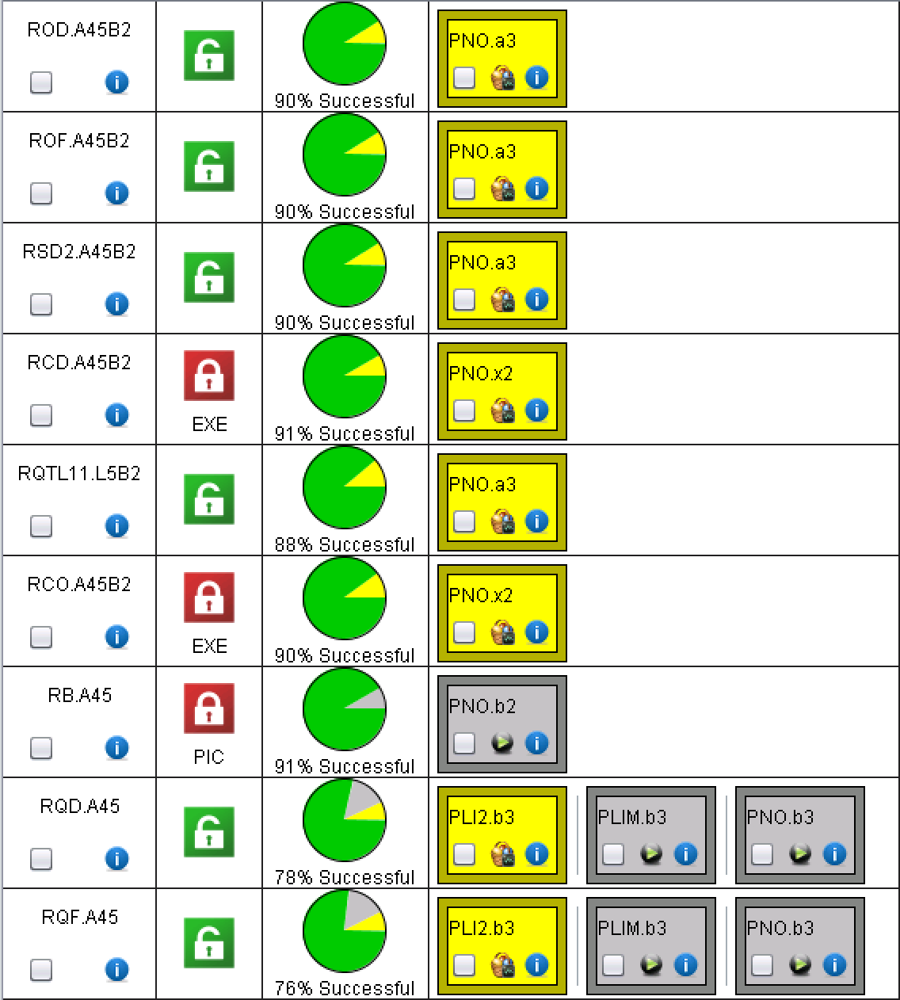 ROD.A45B2
90% Successful
PNO.a3
ROF.A45B2
90% Successful
PNO.a3
RSD2.A45B2
90% Successful
PNO.a3
RCD.A45B2
EXE
91% Successful
PNO.x2
RQTL11.L5B2
88% Successful
PNO.a3
RCO.A45B2
EXE
90% Successful
PNO.x2
RB.A45
PIC
91% Successful
PNO.b2
RQD.A45
78% Successful
PLI2.b3
PLIM.b3
PNO.b3
RQF.A45
76% Successful
PLI2.b3
PLIM.b3
PNO.b3